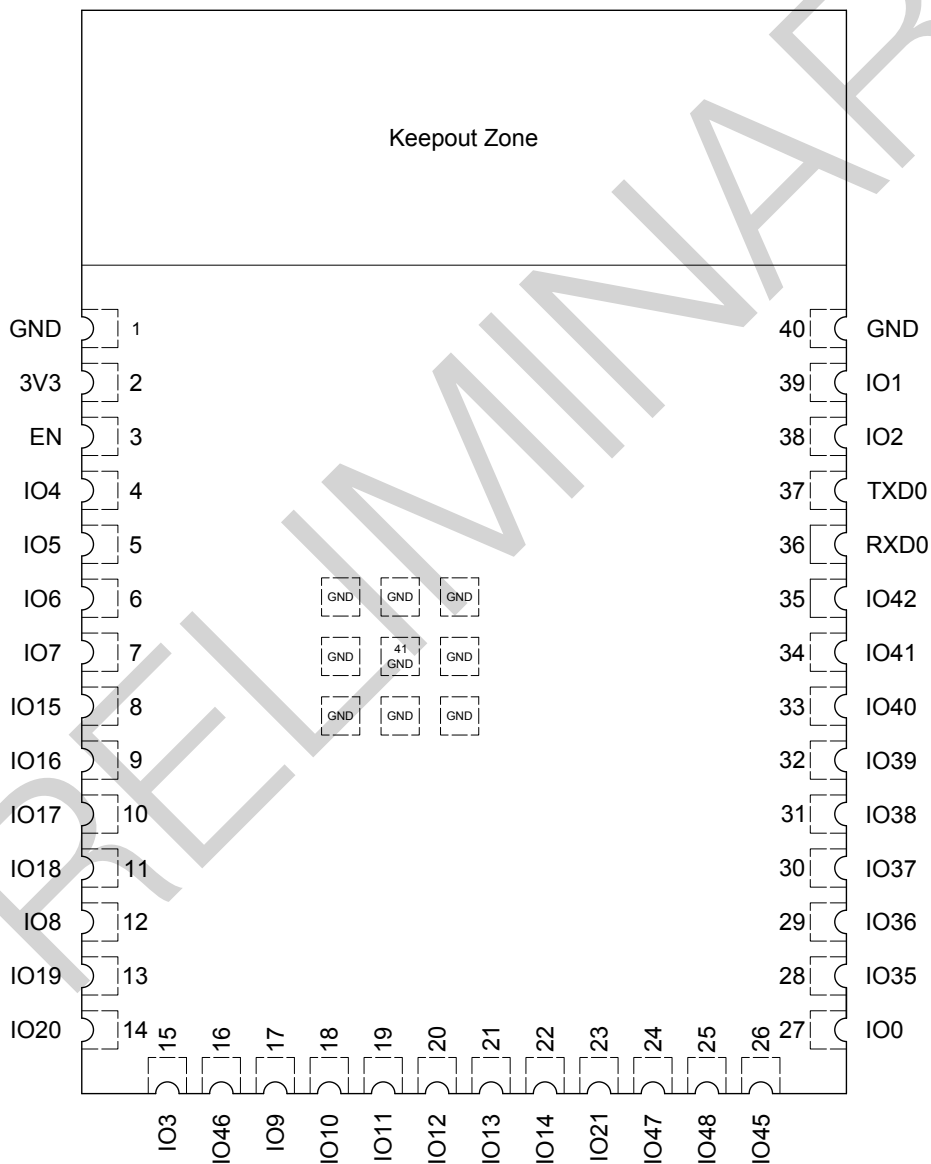 Keepout Zone
GND 1 40 GND
3V3 2 39 IO1
EN 3 38 IO2
IO4 4 37 TXD0
IO5 5 36 RXD0
IO6 6 GND GND GND 35 IO42
IO7 7 GND 41 GND GND 34 IO41
IO15 8 GND GND GND 33 IO40
IO16 9 32 IO39
IO17 10 31 IO38
IO18 11 30 IO37
IO8 12 29 IO36
IO19 13 28 IO35
IO20 14 27 IO0
15 16 17 18 19 20 21 22 23 24 25 26
IO3 IO46 IO9 IO10 IO11 IO12 IO13 IO14 IO21 IO47 IO48 IO45
RELIMINAR